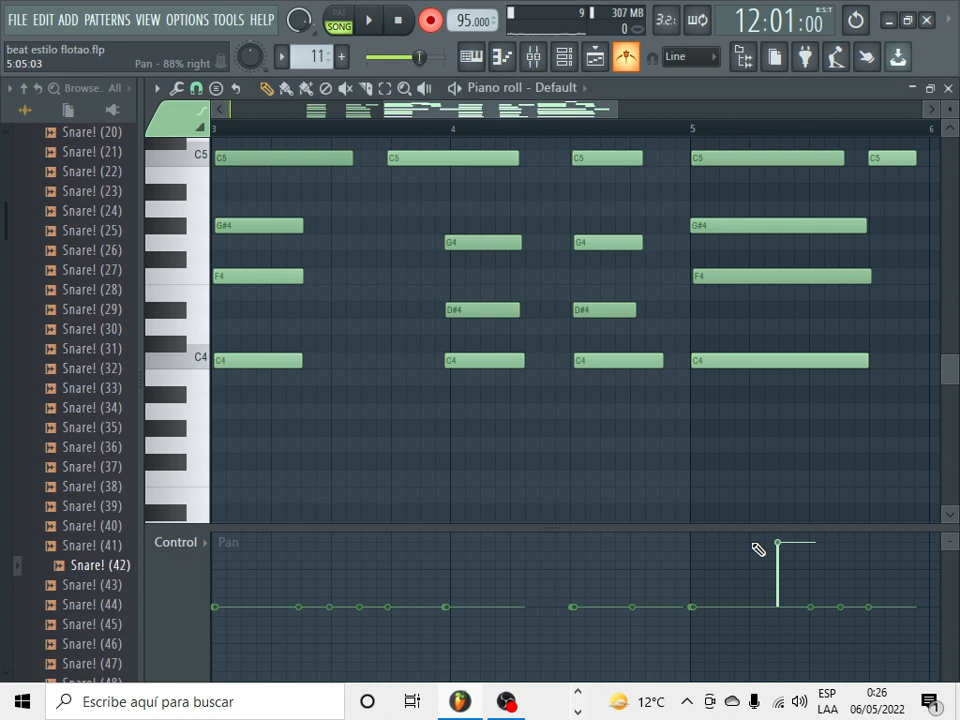 FILE EDIT ADD PATTERNS VIEW OPTIONS TOOLS HELP
PAT
SONG
95.000
9
307 MB
0
3.2.
12:01:00
B:S:T
beat estilo flotao.flp
5:05:03
Pan - 88% right
11
Line
Browse.. All
Piano roll - Default
3
4
5
6
Snare! (20)
Snare! (21)
Snare! (22)
Snare! (23)
Snare! (24)
Snare! (25)
Snare! (26)
Snare! (27)
Snare! (28)
Snare! (29)
Snare! (30)
Snare! (31)
Snare! (32)
Snare! (33)
Snare! (34)
Snare! (35)
Snare! (36)
Snare! (37)
Snare! (38)
Snare! (39)
Snare! (40)
Snare! (41)
Snare! (42)
Snare! (43)
Snare! (44)
Snare! (45)
Snare! (46)
Snare! (47)
C5
C5 C5 C5 C5 C5
G#4 G#4
G4 G4
F4 F4
D#4 D#4
C4
C4 C4 C4 C4
Control Pan
Escribe aquí para buscar
12°C
ESP
LAA
0:26
06/05/2022
1